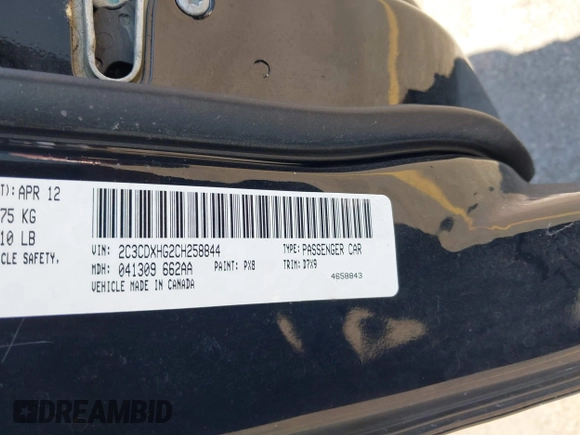 T): APR 12
75 KG
10 LB
CLE SAFETY,
VIN: 2C3CDXHG2CH258844 TYPE: PASSENGER CAR
MDH: 041309 662AA PAINT: PX8 TRIM: D7X9
VEHICLE MADE IN CANADA
4658843
DREAMBID